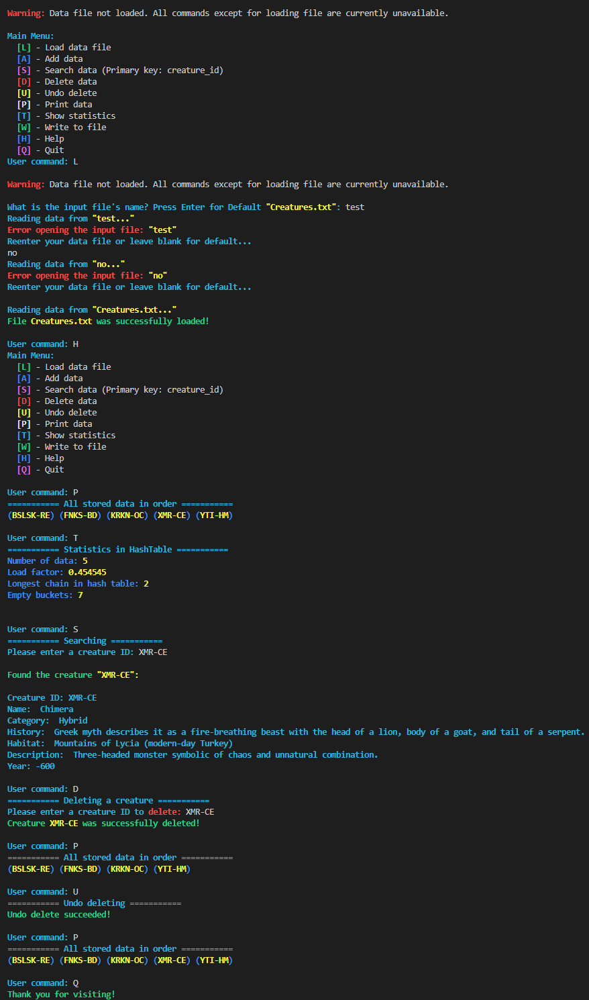 Warning: Data file not loaded. All commands except for loading file are currently unavailable.
Main Menu:
[L] - Load data file
[A] - Add data
[S] - Search data (Primary key: creature_id)
[D] - Delete data
[U] - Undo delete
[P] - Print data
[T] - Show statistics
[W] - Write to file
[H] - Help
[Q] - Quit
User command: L
Warning: Data file not loaded. All commands except for loading file are currently unavailable.
What is the input file's name? Press Enter for Default "Creatures.txt": test
Reading data from "test..."
Error opening the input file: "test"
Reenter your data file or leave blank for default...
no
Reading data from "no..."
Error opening the input file: "no"
Reenter your data file or leave blank for default...
Reading data from "Creatures.txt..."
File Creatures.txt was successfully loaded!
User command: H
Main Menu:
[L] - Load data file
[A] - Add data
[S] - Search data (Primary key: creature_id)
[D] - Delete data
[U] - Undo delete
[P] - Print data
[T] - Show statistics
[W] - Write to file
[H] - Help
[Q] - Quit
User command: P
=========== All stored data in order ===========
(BSLSK-RE) (FNKS-BD) (KRKN-OC) (XMR-CE) (YTI-HM)
User command: T
=========== Statistics in HashTable ===========
Number of data: 5
Load factor: 0.454545
Longest chain in hash table: 2
Empty buckets: 7
User command: S
=========== Searching ===========
Please enter a creature ID: XMR-CE
Found the creature "XMR-CE":
Creature ID: XMR-CE
Name:  Chimera
Category:  Hybrid
History:  Greek myth describes it as a fire-breathing beast with the head of a lion, body of a goat, and tail of a serpent.
Habitat:  Mountains of Lycia (modern-day Turkey)
Description:  Three-headed monster symbolic of chaos and unnatural combination.
Year: -600
User command: D
=========== Deleting a creature ===========
Please enter a creature ID to delete: XMR-CE
Creature XMR-CE was successfully deleted!
User command: P
=========== All stored data in order ===========
(BSLSK-RE) (FNKS-BD) (KRKN-OC) (YTI-HM)
User command: U
=========== Undo deleting ===========
Undo delete succeeded!
User command: P
=========== All stored data in order ===========
(BSLSK-RE) (FNKS-BD) (KRKN-OC) (XMR-CE) (YTI-HM)
User command: Q
Thank you for visiting!